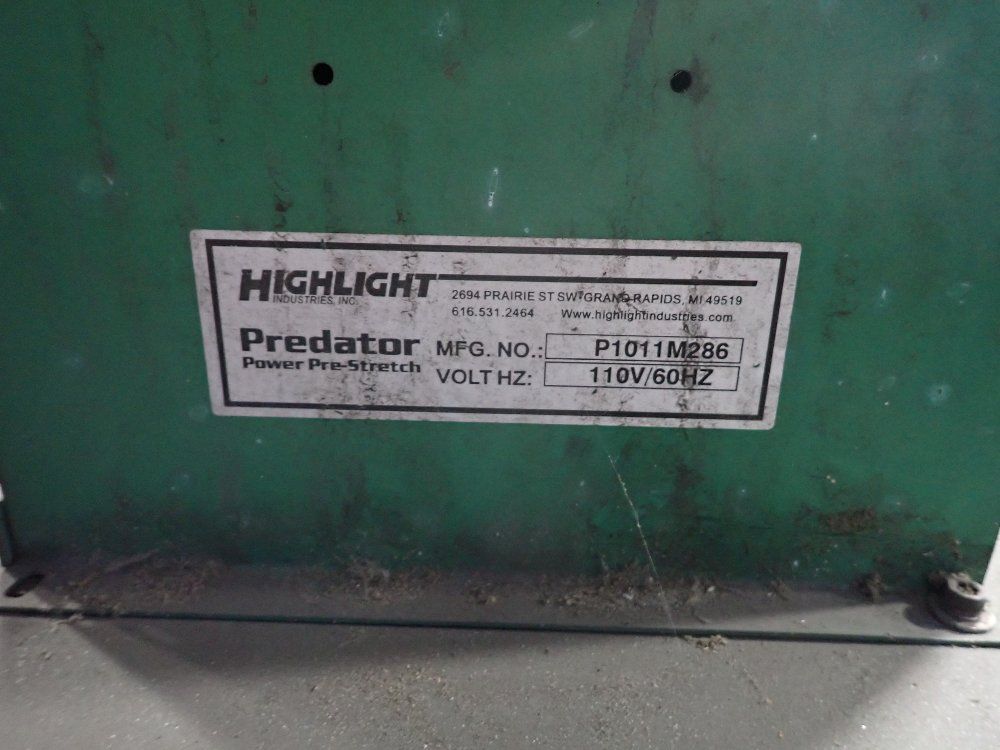 HIGHLIGHT
INDUSTRIES, INC.
2694 PRAIRIE ST SW·GRAND RAPIDS, MI 49519
616.531.2464 Www.highlightindustries.com
Predator
Power Pre-Stretch
MFG. NO.: P1011M286
VOLT HZ: 110V/60HZ